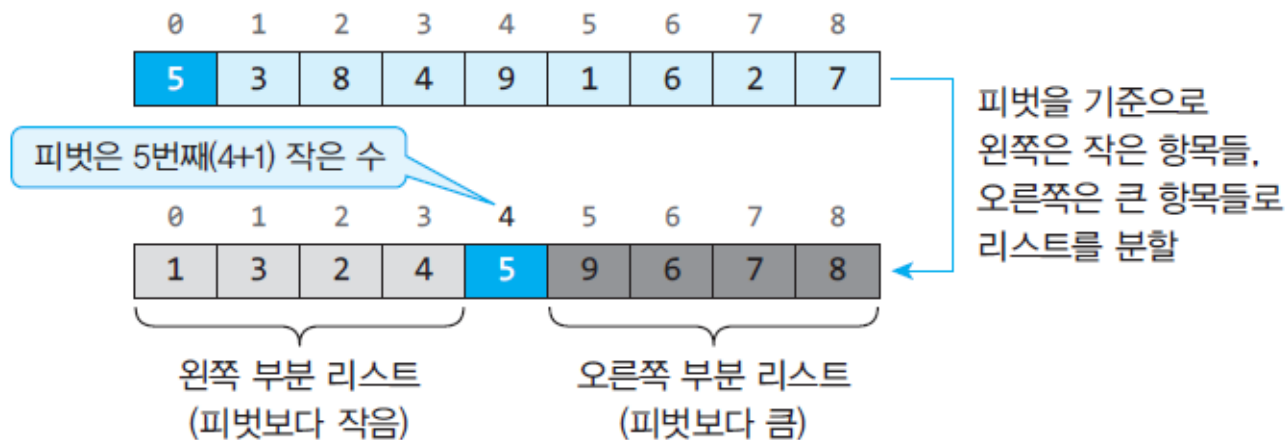 0 1 2 3 4 5 6 7 8
5 3 8 4 9 1 6 2 7
피벗을 기준으로
왼쪽은 작은 항목들,
오른쪽은 큰 항목들로
리스트를 분할
피벗은 5번째(4+1) 작은 수
0 1 2 3 4 5 6 7 8
1 3 2 4 5 9 6 7 8
왼쪽 부분 리스트
(피벗보다 작음)
오른쪽 부분 리스트
(피벗보다 큼)